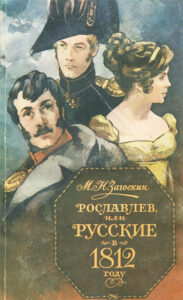 М.Н.Загоскин
РОСЛАВЛЕВ,
или
РУССКИЕ
в
1812
году